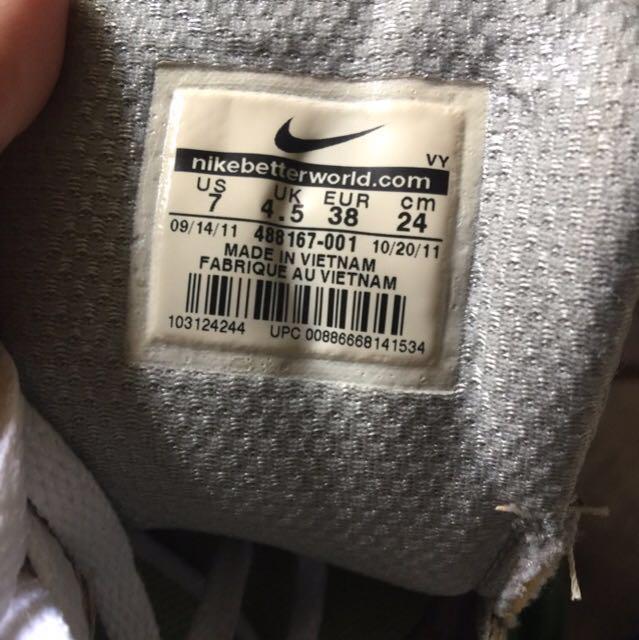 VY
nikebetterworld.com
US UK EUR cm
7 4.5 38 24
09/14/11 488167-001 10/20/11
MADE IN VIETNAM
FABRIQUE AU VIETNAM
103124244 UPC 00886668141534